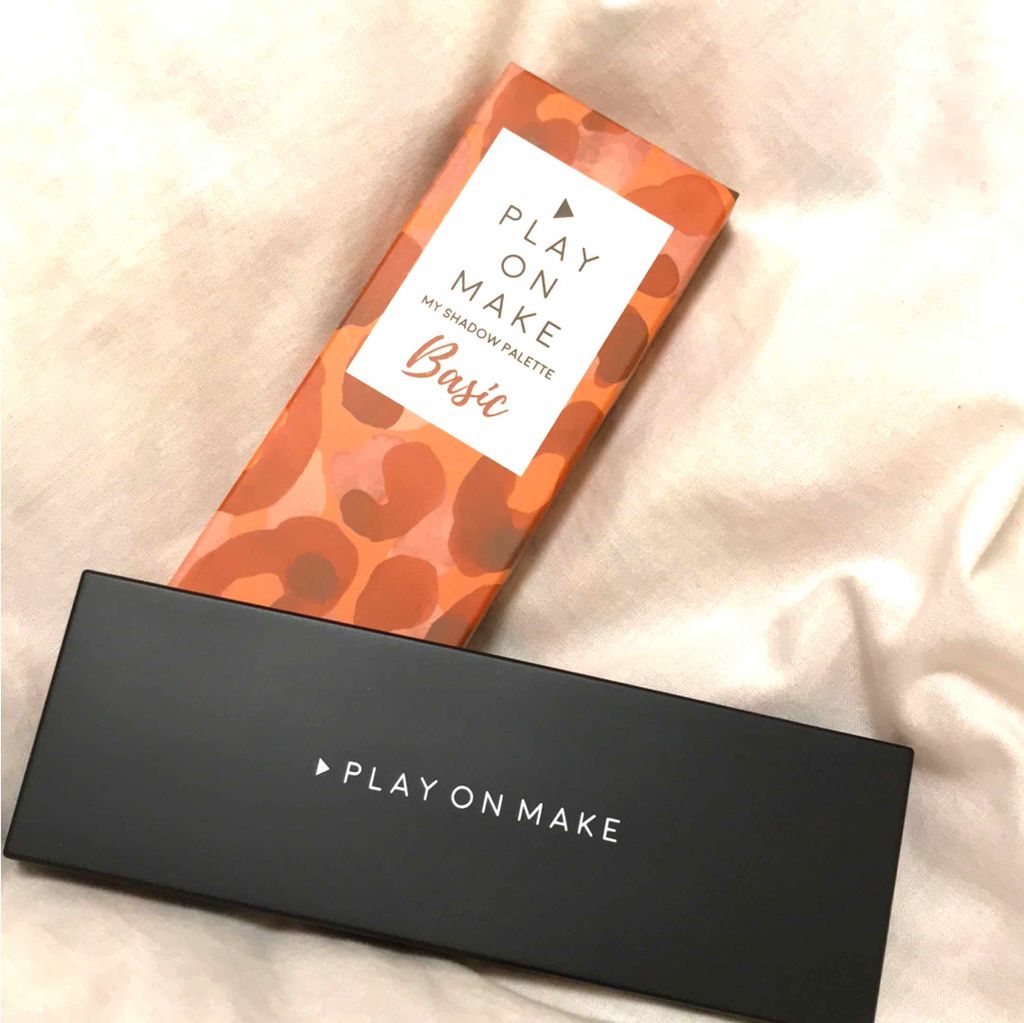 PLAY
ON
MAKE
MY SHADOW PALETTE
Basic
PLAY ON MAKE